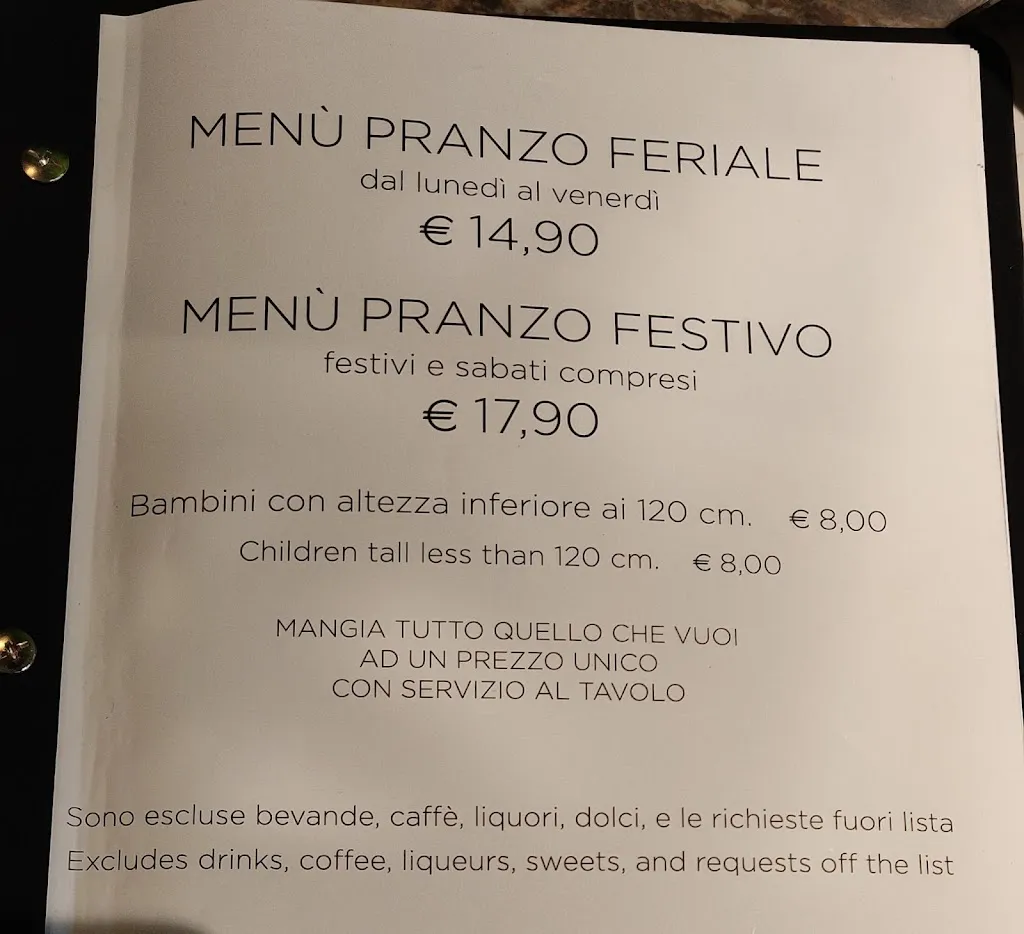 MENÙ PRANZO FERIALE
dal lunedì al venerdì
€ 14,90
MENÙ PRANZO FESTIVO
festivi e sabati compresi
€ 17,90
Bambini con altezza inferiore ai 120 cm. € 8,00
Children tall less than 120 cm. € 8,00
MANGIA TUTTO QUELLO CHE VUOI
AD UN PREZZO UNICO
CON SERVIZIO AL TAVOLO
Sono escluse bevande, caffè, liquori, dolci, e le richieste fuori lista
Excludes drinks, coffee, liqueurs, sweets, and requests off the list